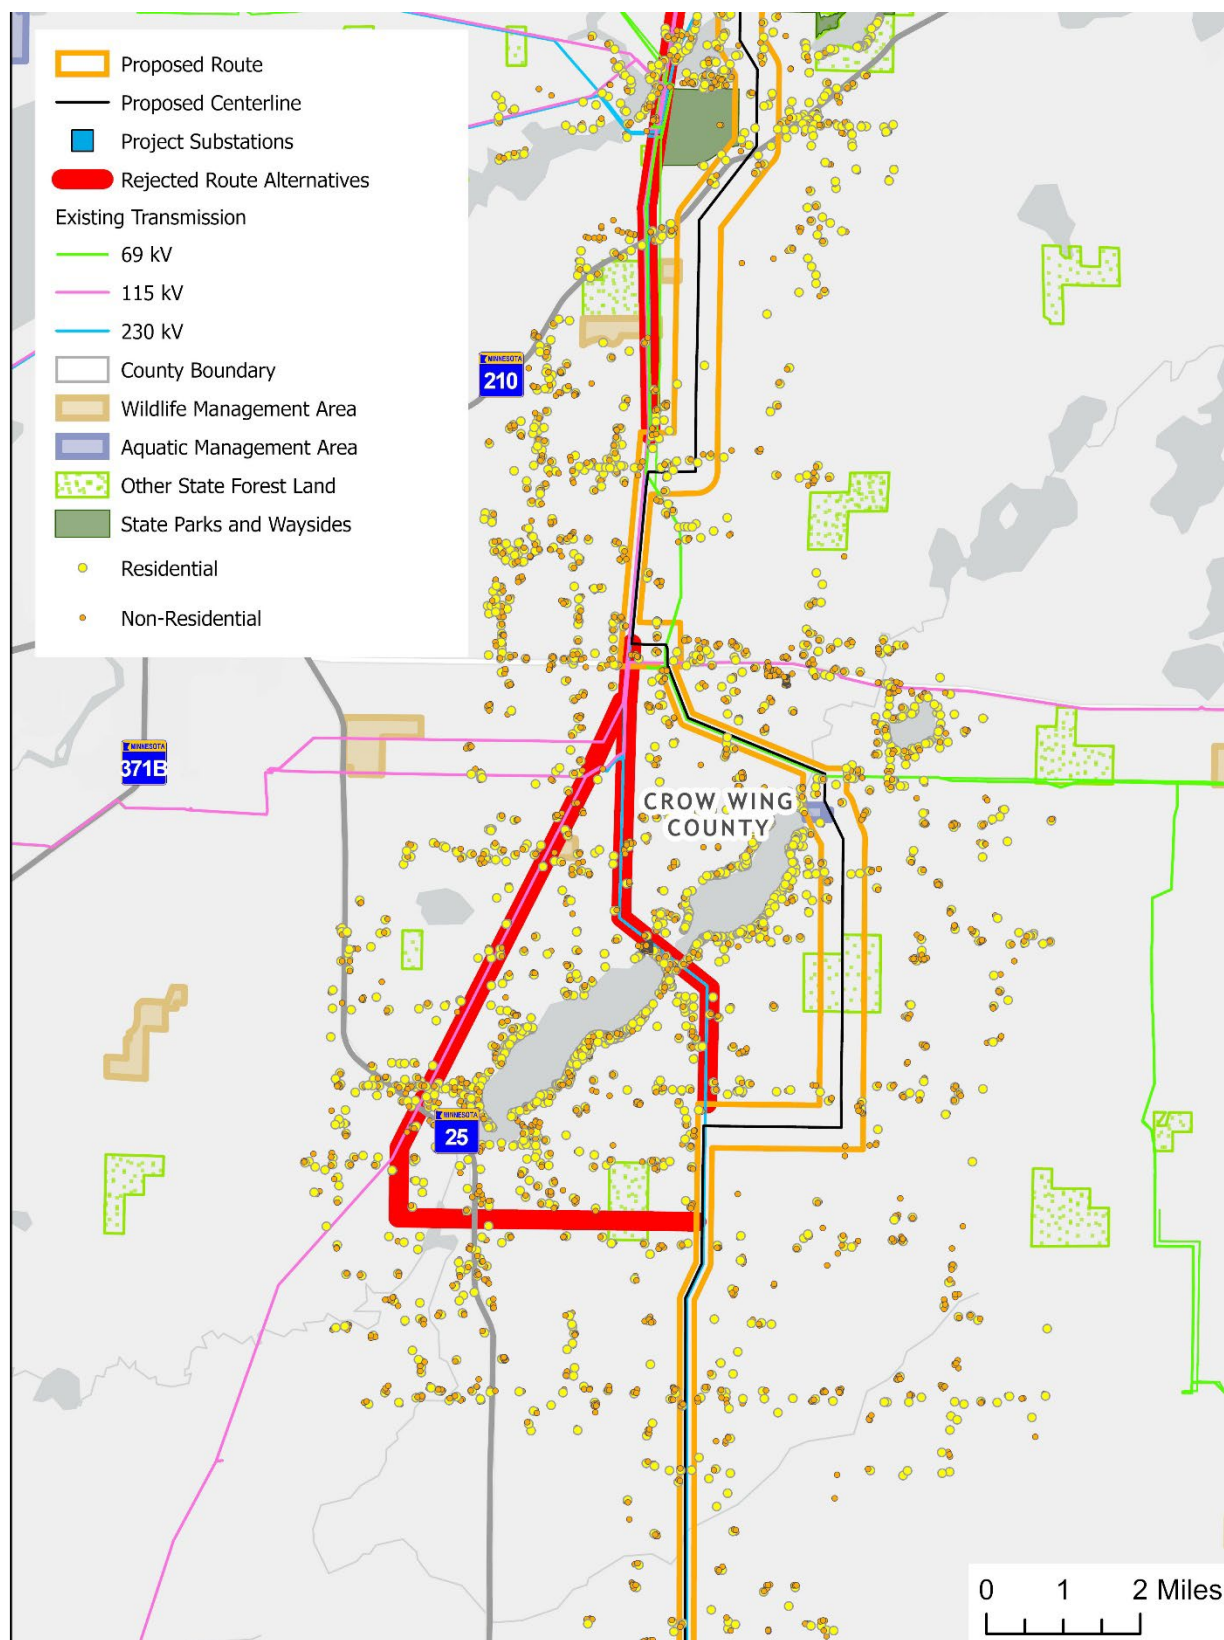 Proposed Route
Proposed Centerline
Project Substations
Rejected Route Alternatives
Existing Transmission
69 kV
115 kV
230 kV
County Boundary
Wildlife Management Area
Aquatic Management Area
Other State Forest Land
State Parks and Waysides
Residential
Non-Residential
MINNESOTA
210
MINNESOTA
371B
CROW WING
COUNTY
MINNESOTA
25
0 1 2 Miles